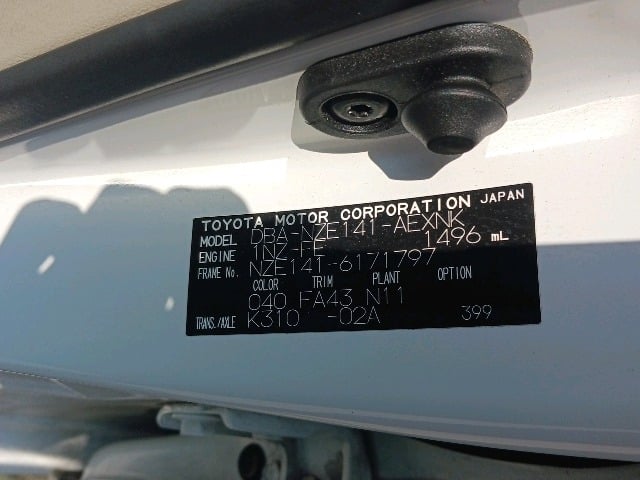 TOYOTA MOTOR CORPORATION JAPAN
MODEL DBA-NZE141-AEXNK
ENGINE 1NZ-FE 1496 mL
FRAME No. NZE141-6171797
COLOR TRIM PLANT OPTION
040 FA43 N11
TRANS./AXLE K310 -02A 399